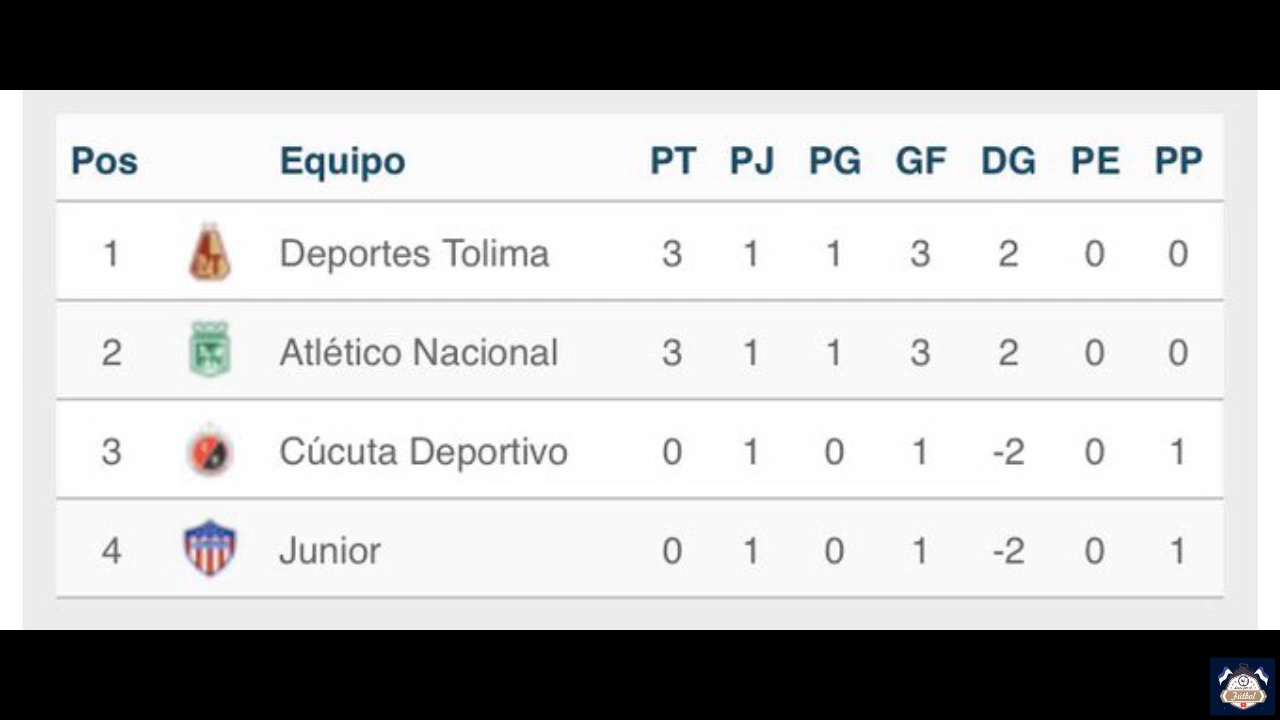 Pos Equipo PT PJ PG GF DG PE PP
1 Deportes Tolima 3 1 1 3 2 0 0
2 Atlético Nacional 3 1 1 3 2 0 0
3 Cúcuta Deportivo 0 1 0 1 -2 0 1
4 Junior 0 1 0 1 -2 0 1
Fútbol